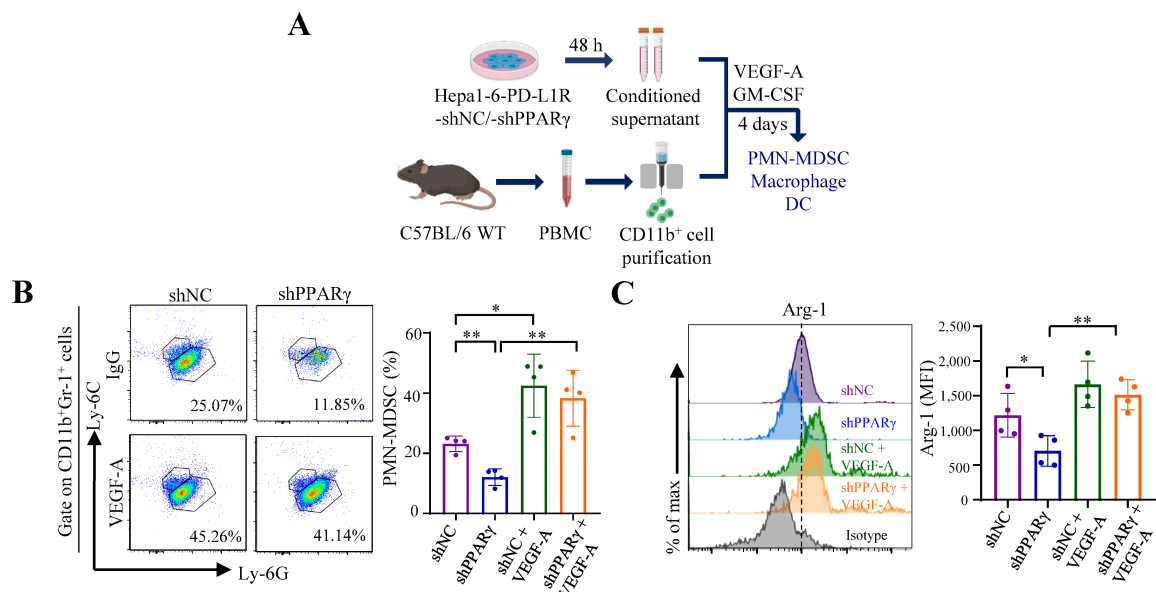 A
48 h
Hepa1-6-PD-L1R
-shNC/-shPPARγ
Conditioned
supernatant
VEGF-A
GM-CSF
4 days
PMN-MDSC
Macrophage
DC
C57BL/6 WT
PBMC
CD11b⁺ cell
purification
B
shNC
shPPARγ
Gate on CD11b⁺Gr-1⁺ cells
Ly-6C
IgG
25.07%
11.85%
VEGF-A
45.26%
41.14%
Ly-6G
PMN-MDSC (%)
60
40
20
0
*
**
**
shNC
shPPARγ
shNC +
VEGF-A
shPPARγ +
VEGF-A
C
Arg-1
% of max
shNC
shPPARγ
shNC +
VEGF-A
shPPARγ +
VEGF-A
Isotype
Arg-1 (MFI)
2,500
2,000
1,500
1,000
500
0
*
**
shNC
shPPARγ
shNC +
VEGF-A
shPPARγ +
VEGF-A